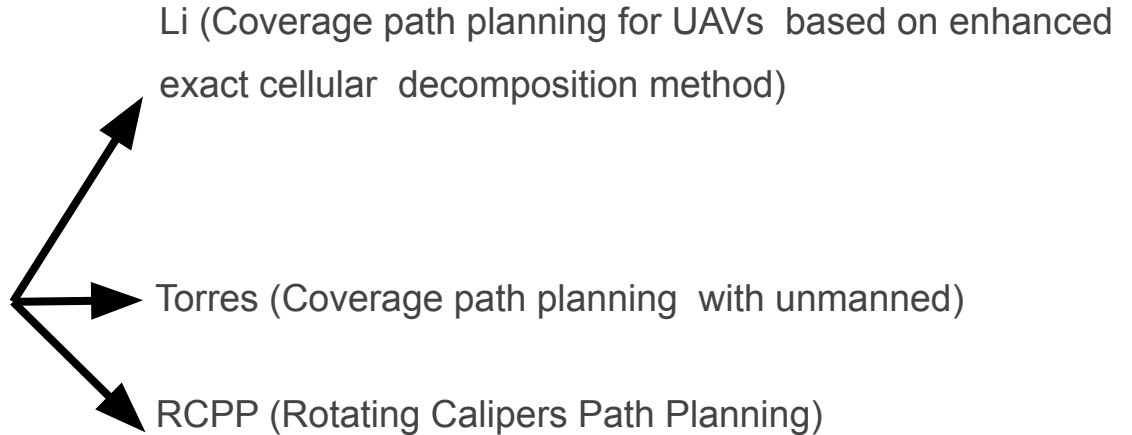 Li (Coverage path planning for UAVs based on enhanced
exact cellular decomposition method)
Torres (Coverage path planning with unmanned)
RCPP (Rotating Calipers Path Planning)